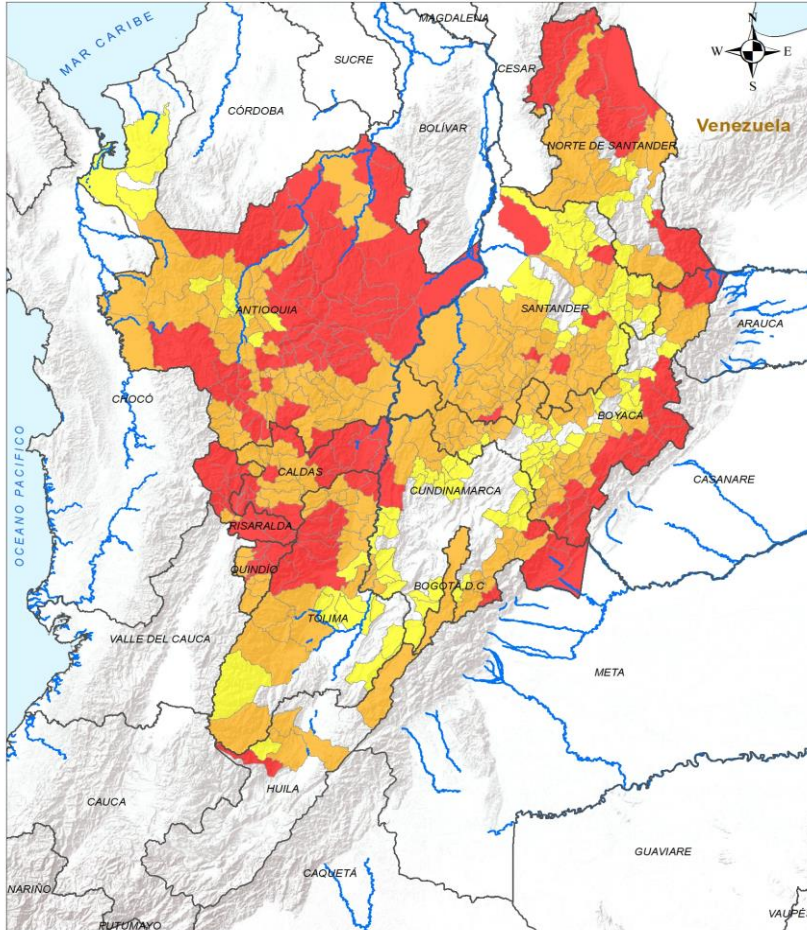 MAGDALENA
MAR CARIBE
SUCRE
CESAR
N
W E
S
CÓRDOBA
BOLÍVAR
Venezuela
NORTE DE SANTANDER
ANTIOQUIA
SANTANDER
ARAUCA
CHOCÓ
BOYACÁ
OCEANO PACIFICO
CALDAS
CUNDINAMARCA
CASANARE
RISARALDA
QUINDÍO
BOGOTÁ, D.C
TOLIMA
VALLE DEL CAUCA
META
HUILA
CAUCA
GUAVIARE
CAQUETÁ
NARIÑO
PUTUMAYO
VAUPÉS